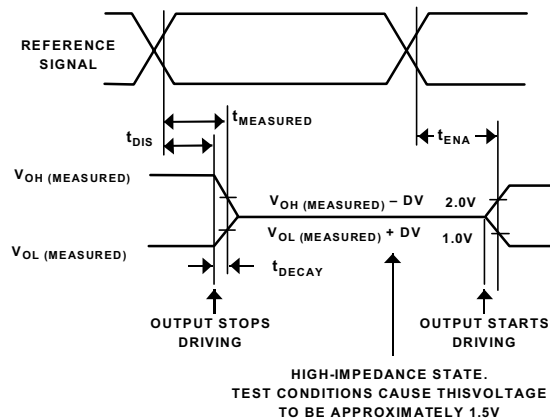 REFERENCE
SIGNAL
tMEASURED
tDIS
tENA
VOH (MEASURED)
VOH (MEASURED) – DV
2.0V
VOL (MEASURED) + DV
1.0V
VOL (MEASURED)
tDECAY
OUTPUT STOPS
DRIVING
OUTPUT STARTS
DRIVING
HIGH-IMPEDANCE STATE.
TEST CONDITIONS CAUSE THISVOLTAGE
TO BE APPROXIMATELY 1.5V